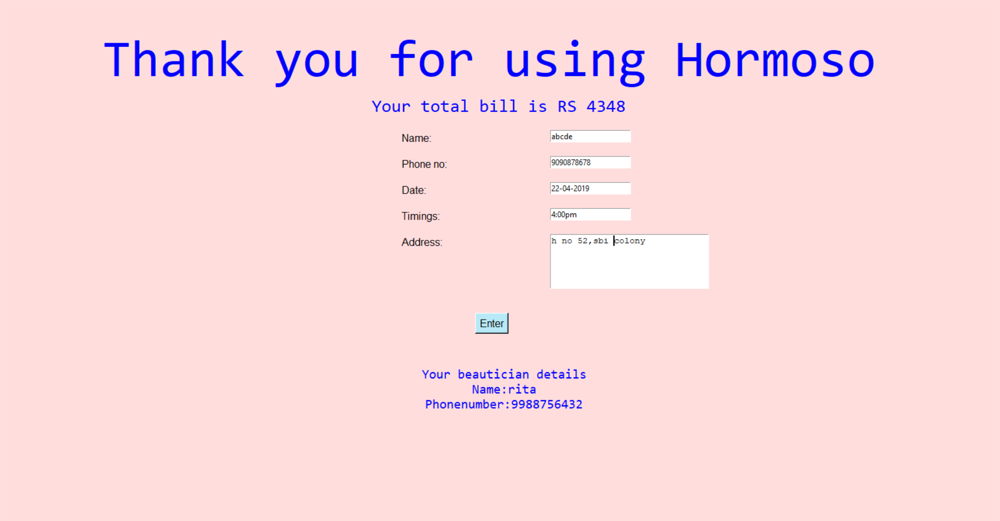 Thank you for using Hormoso
Your total bill is RS 4348
Name: abcde
Phone no: 9090878678
Date: 22-04-2019
Timings: 4:00pm
Address: h no 52,sbi colony
Enter
Your beautician details
Name:rita
Phonenumber:9988756432